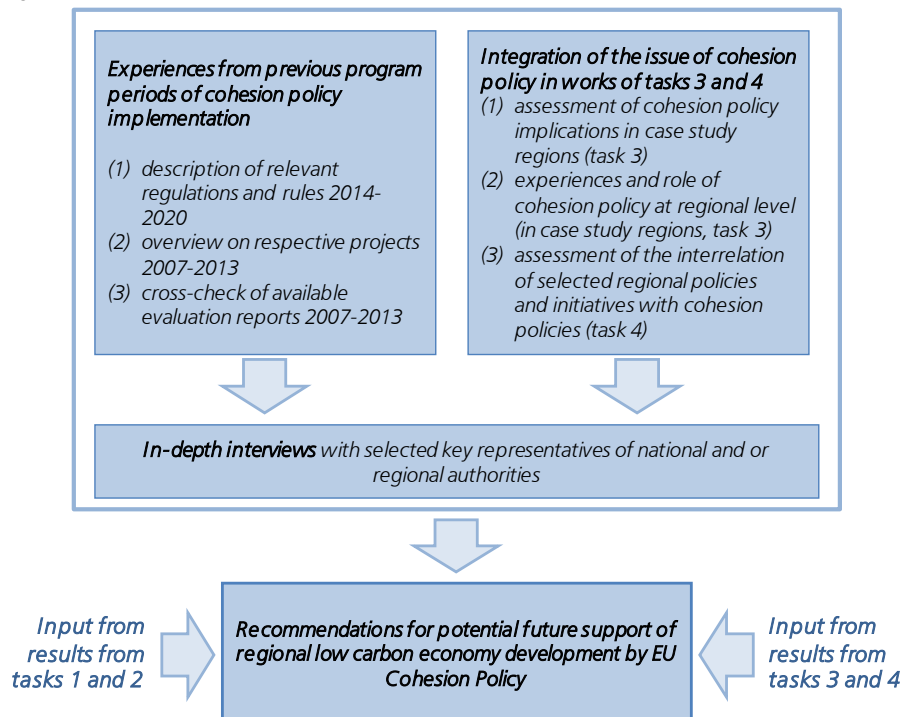 Experiences from previous program
periods of cohesion policy
implementation
(1) description of relevant
regulations and rules 2014-
2020
(2) overview on respective projects
2007-2013
(3) cross-check of available
evaluation reports 2007-2013
Integration of the issue of cohesion
policy in works of tasks 3 and 4
(1) assessment of cohesion policy
implications in case study
regions (task 3)
(2) experiences and role of
cohesion policy at regional level
(in case study regions, task 3)
(3) assessment of the interrelation
of selected regional policies
and initiatives with cohesion
policies (task 4)
In-depth interviews with selected key representatives of national and or
regional authorities
Input from
results from
tasks 1 and 2
Recommendations for potential future support of
regional low carbon economy development by EU
Cohesion Policy
Input from
results from
tasks 3 and 4